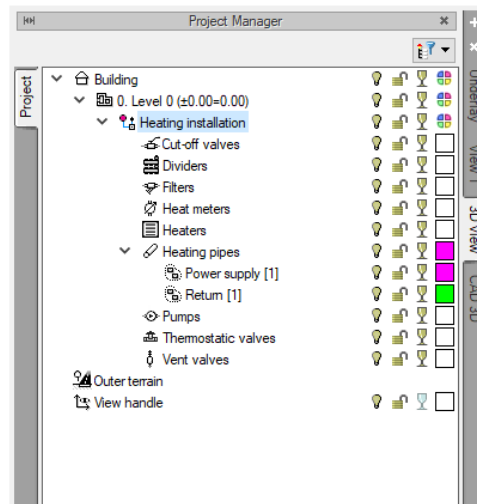 Project Manager
Project
Building
0. Level 0 (±0.00=0.00)
Heating installation
Cut-off valves
Dividers
Filters
Heat meters
Heaters
Heating pipes
Power supply [1]
Return [1]
Pumps
Thermostatic valves
Vent valves
Outer terrain
View handle
Underlay
View 1
3D View
CAD 3D